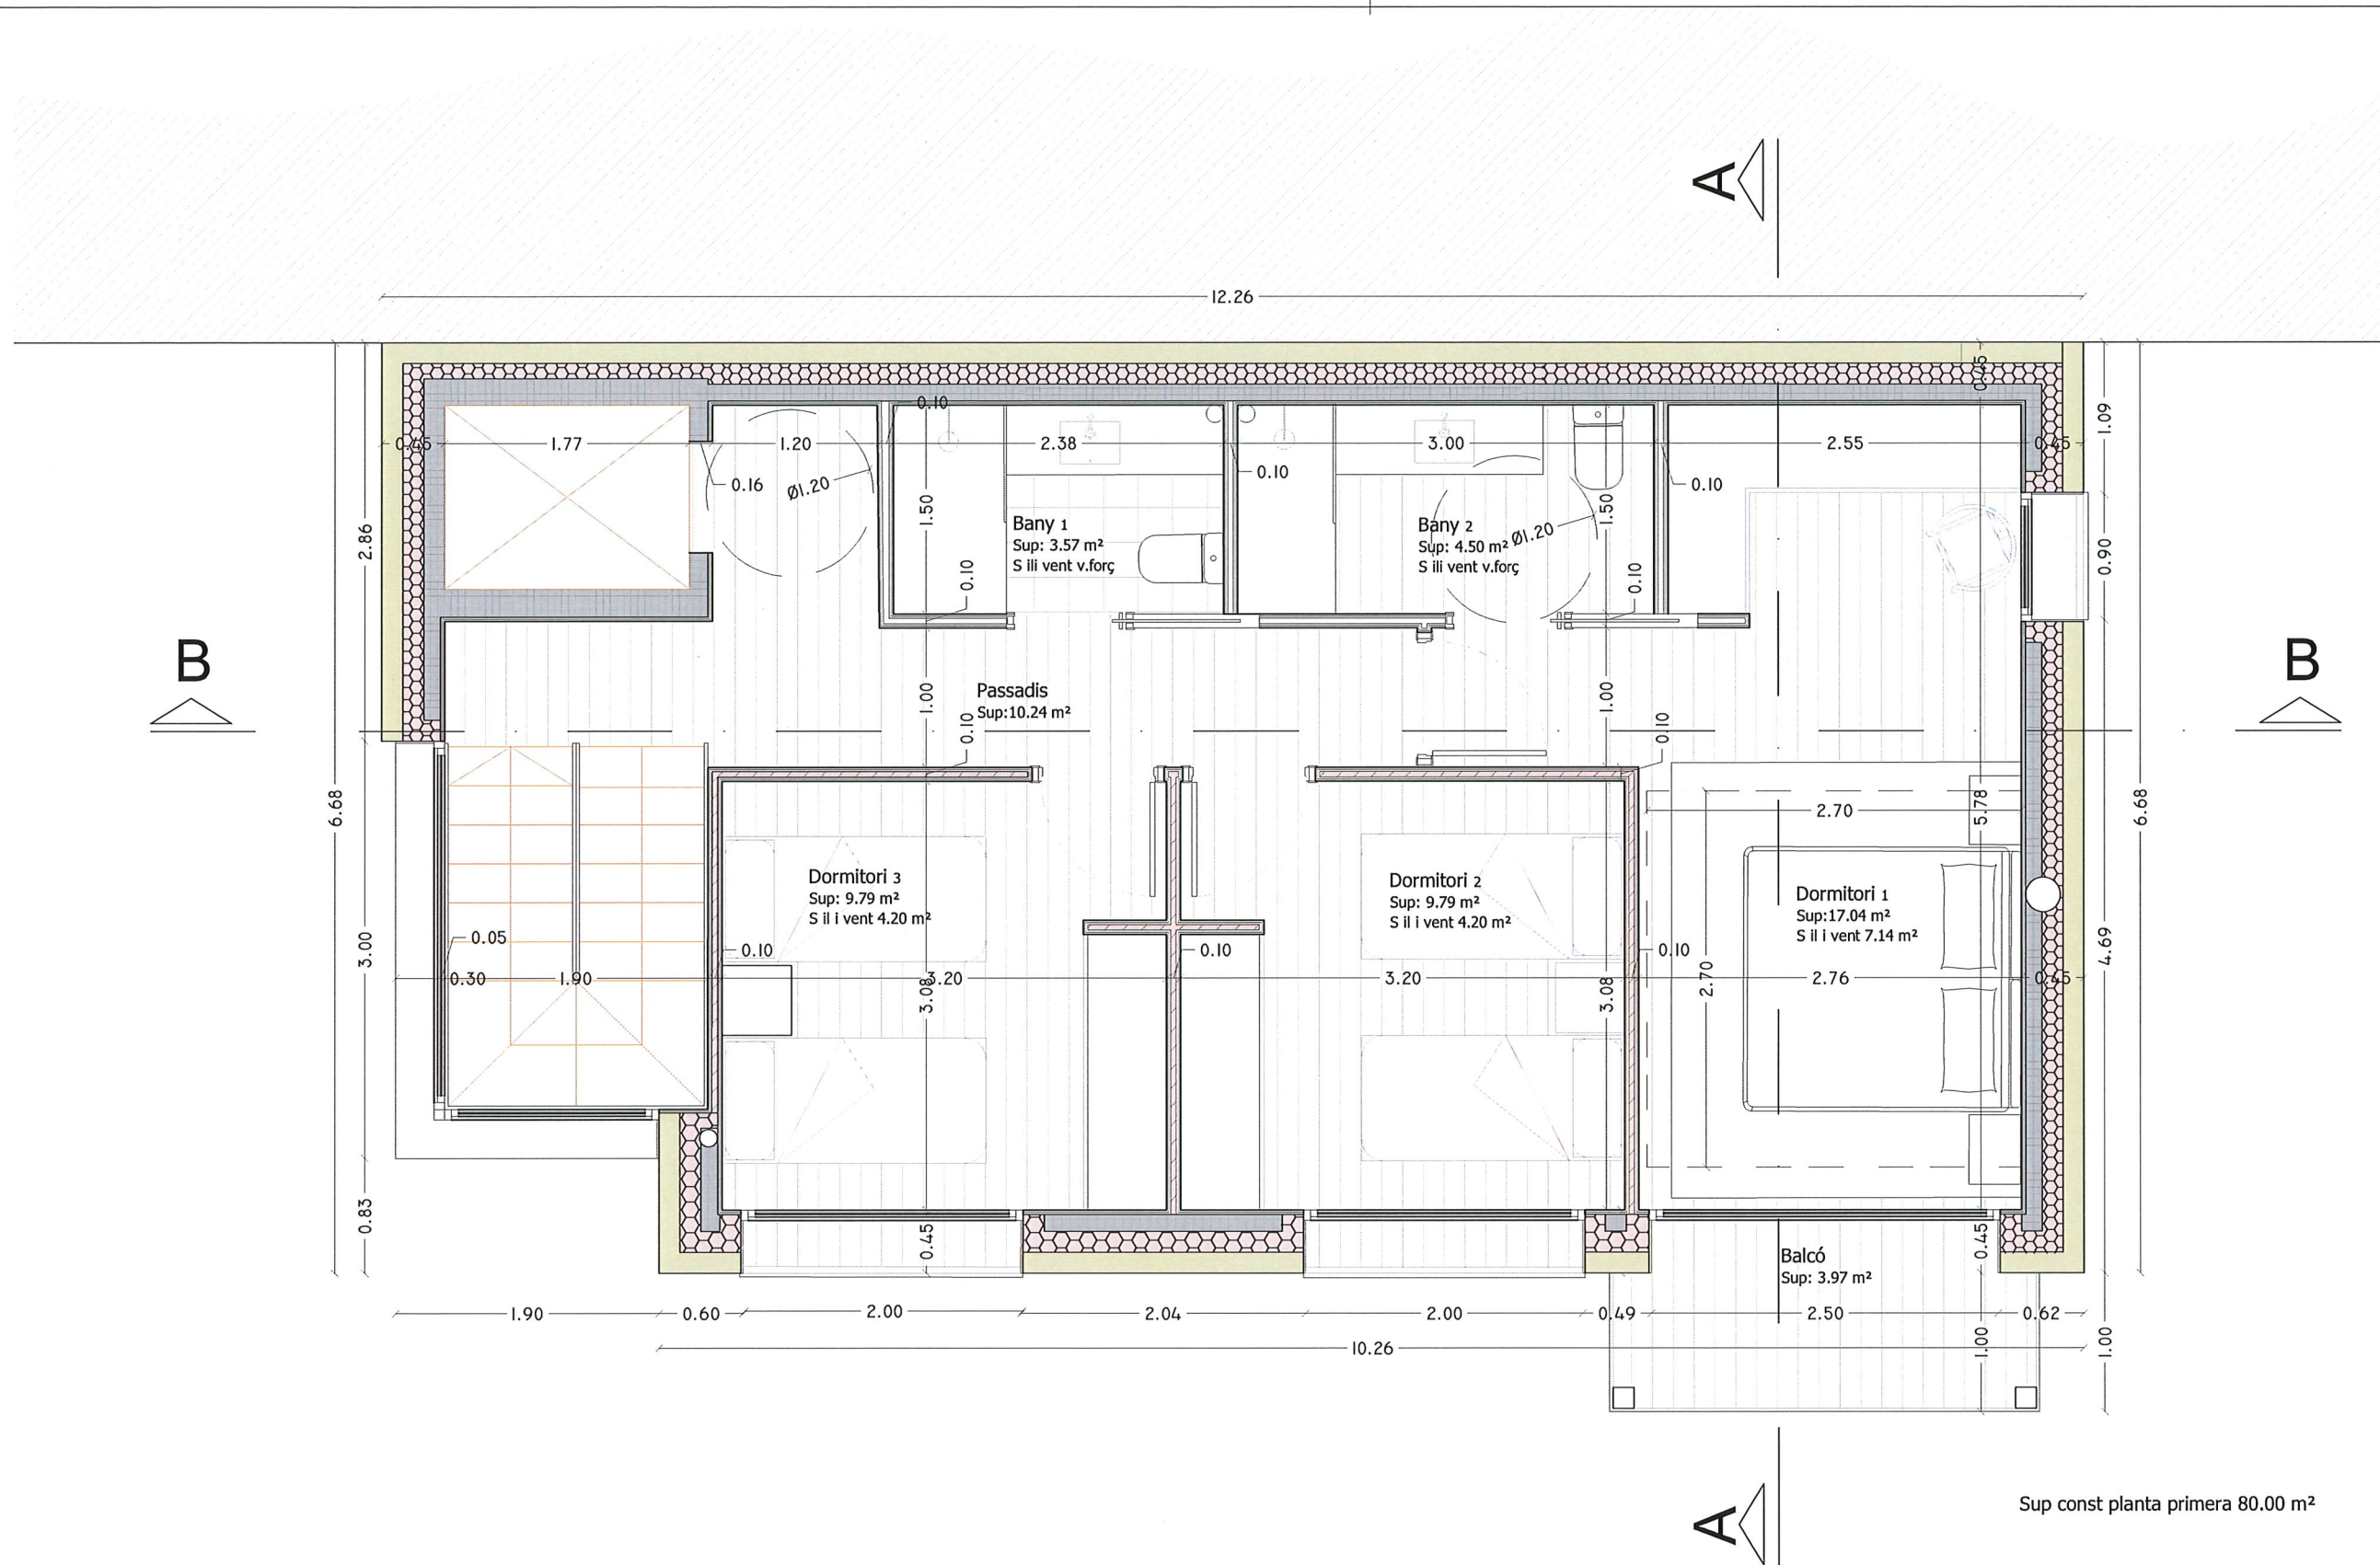 A
12.26
0.45
0.10
0.45
1.77
1.20
2.38
3.00
2.55
0.45
1.09
0.16
Ø1.20
0.10
0.10
1.50
1.50
Bany 1
Sup: 3.57 m²
S ili vent v.forç
Bany 2
Sup: 4.50 m²
S ili vent v.forç
Ø1.20
2.86
0.90
0.10
0.10
B
B
1.00
Passadis
Sup:10.24 m²
1.00
0.10
0.10
6.68
5.78
6.68
2.70
Dormitori 3
Sup: 9.79 m²
S il i vent 4.20 m²
Dormitori 2
Sup: 9.79 m²
S il i vent 4.20 m²
Dormitori 1
Sup:17.04 m²
S il i vent 7.14 m²
0.05
3.00
0.10
0.10
0.10
4.69
0.30
1.90
3.20
3.20
2.70
2.76
0.45
3.08
3.08
0.83
0.45
0.45
Balcó
Sup: 3.97 m²
1.90
0.60
2.00
2.04
2.00
0.49
2.50
0.62
10.26
1.00
1.00
A
Sup const planta primera 80.00 m²